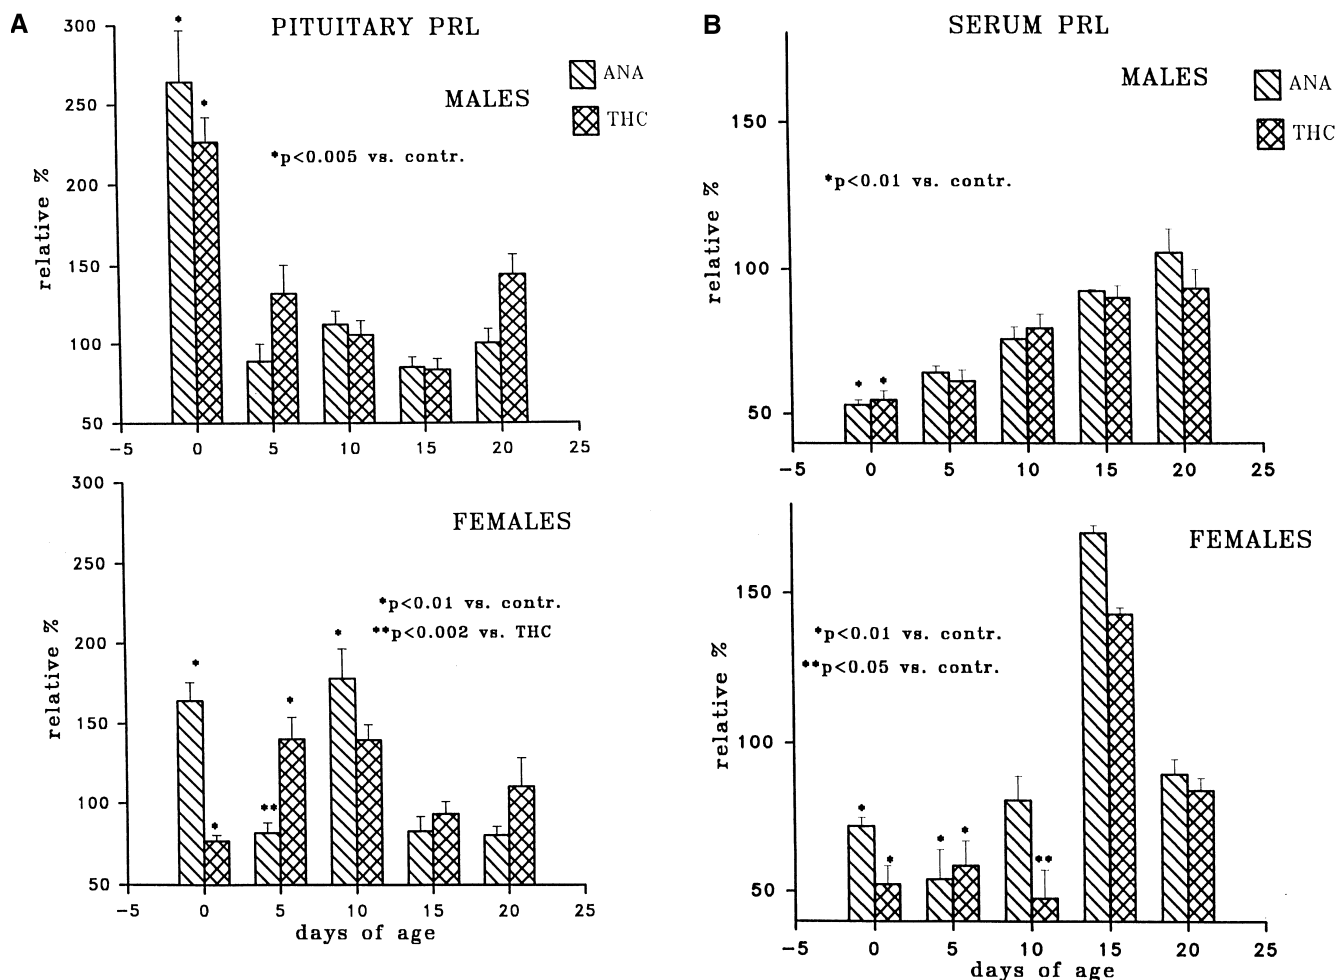 A
PITUITARY PRL
MALES
ANA
THC
*p<0.005 vs. contr.
relative %
300
250
200
150
100
50
* *
-5 0 5 10 15 20 25
FEMALES
*p<0.01 vs. contr.
**p<0.002 vs. THC
relative %
300
250
200
150
100
50
* * ** * *
-5 0 5 10 15 20 25
days of age
B
SERUM PRL
MALES
ANA
THC
*p<0.01 vs. contr.
relative %
150
100
50
* *
-5 0 5 10 15 20 25
FEMALES
*p<0.01 vs. contr.
**p<0.05 vs. contr.
relative %
150
100
50
* * * * **
-5 0 5 10 15 20 25
days of age